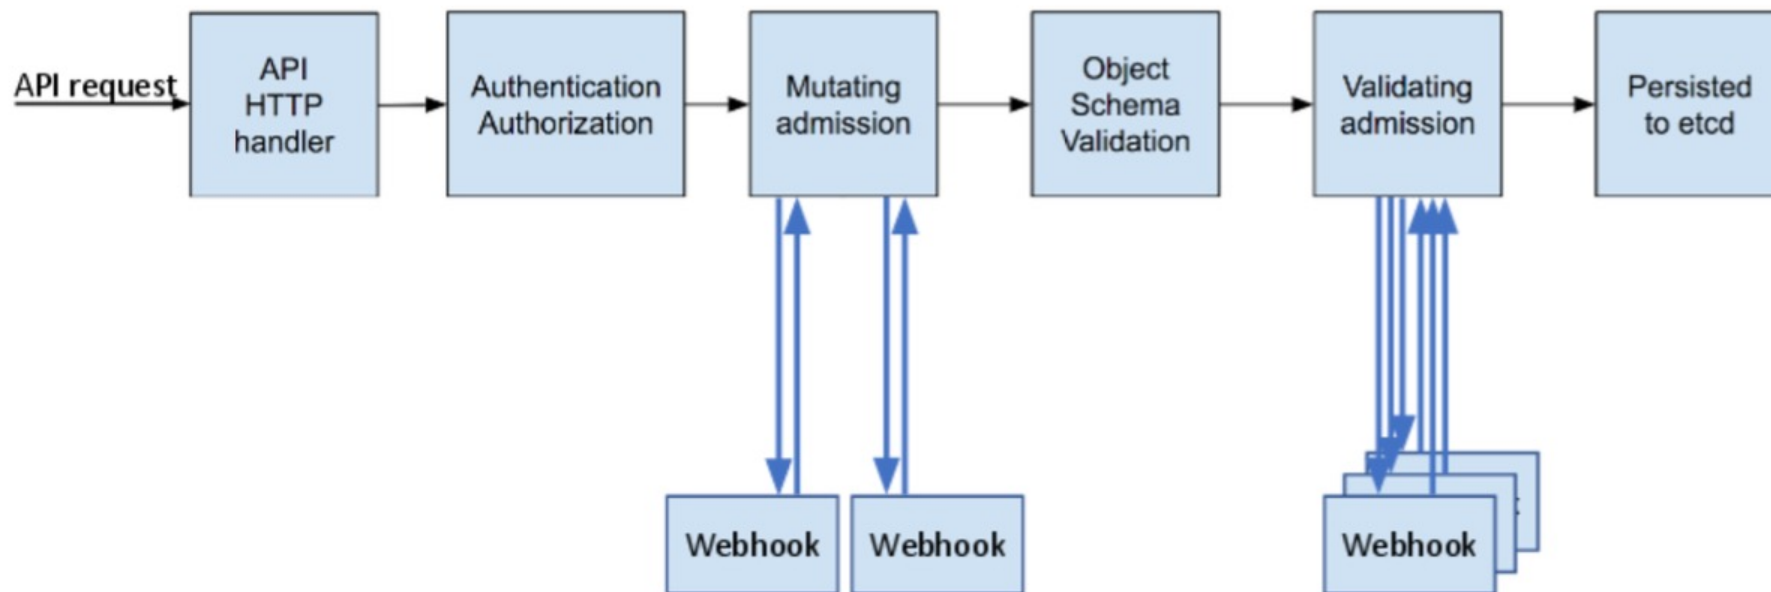 API request
API
HTTP
handler
Authentication
Authorization
Mutating
admission
Object
Schema
Validation
Validating
admission
Persisted
to etcd
Webhook
Webhook
Webhook